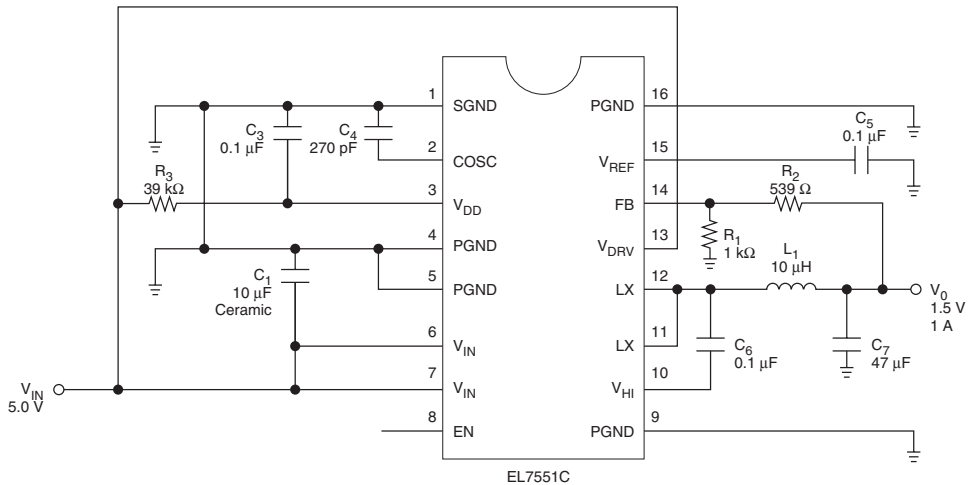 1
SGND
PGND
16
C3
0.1 µF
C4
270 pF
C5
0.1 µF
2
COSC
VREF
15
R3
39 kΩ
R2
539 Ω
3
VDD
FB
14
R1
1 kΩ
4
PGND
VDRV
13
C1
10 µF
Ceramic
5
PGND
LX
12
L1
10 µH
V0
1.5 V
1 A
6
VIN
LX
11
C6
0.1 µF
C7
47 µF
VIN
5.0 V
7
VIN
VHI
10
8
EN
PGND
9
EL7551C